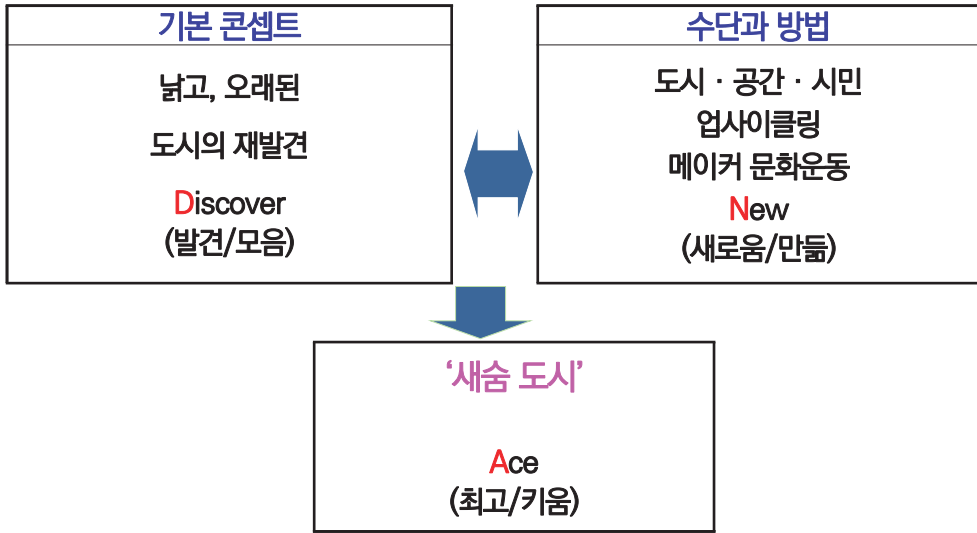 기본 콘셉트
낡고, 오래된
도시의 재발견
Discover
(발견/모음)
수단과 방법
도시 · 공간 · 시민
업사이클링
메이커 문화운동
New
(새로움/만듦)
‘새숨 도시’
Ace
(최고/키움)